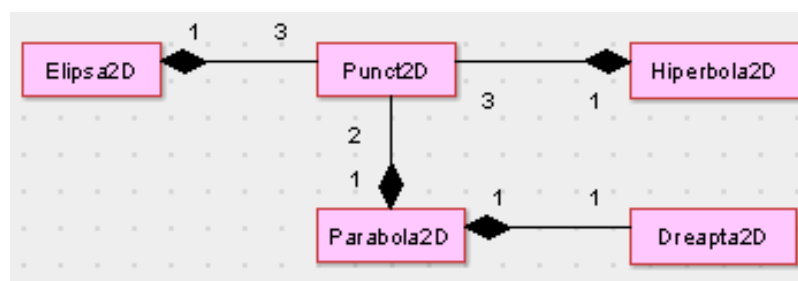 1 3
Elipsa2D Punct2D Hiperbola2D
3 1
2
1 1 1
Parabola2D Dreapta2D